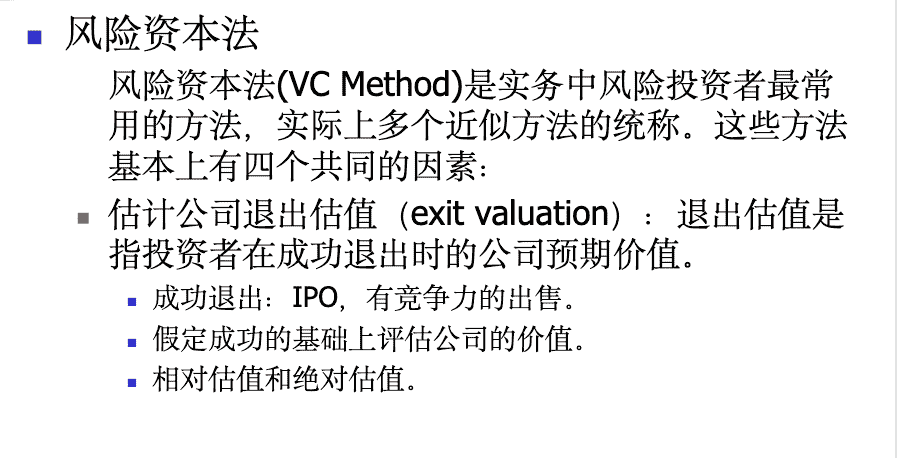 风险资本法
风险资本法(VC Method)是实务中风险投资者最常
用的方法，实际上多个近似方法的统称。这些方法
基本上有四个共同的因素：
估计公司退出估值（exit valuation）：退出估值是
指投资者在成功退出时的公司预期价值。
成功退出：IPO，有竞争力的出售。
假定成功的基础上评估公司的价值。
相对估值和绝对估值。